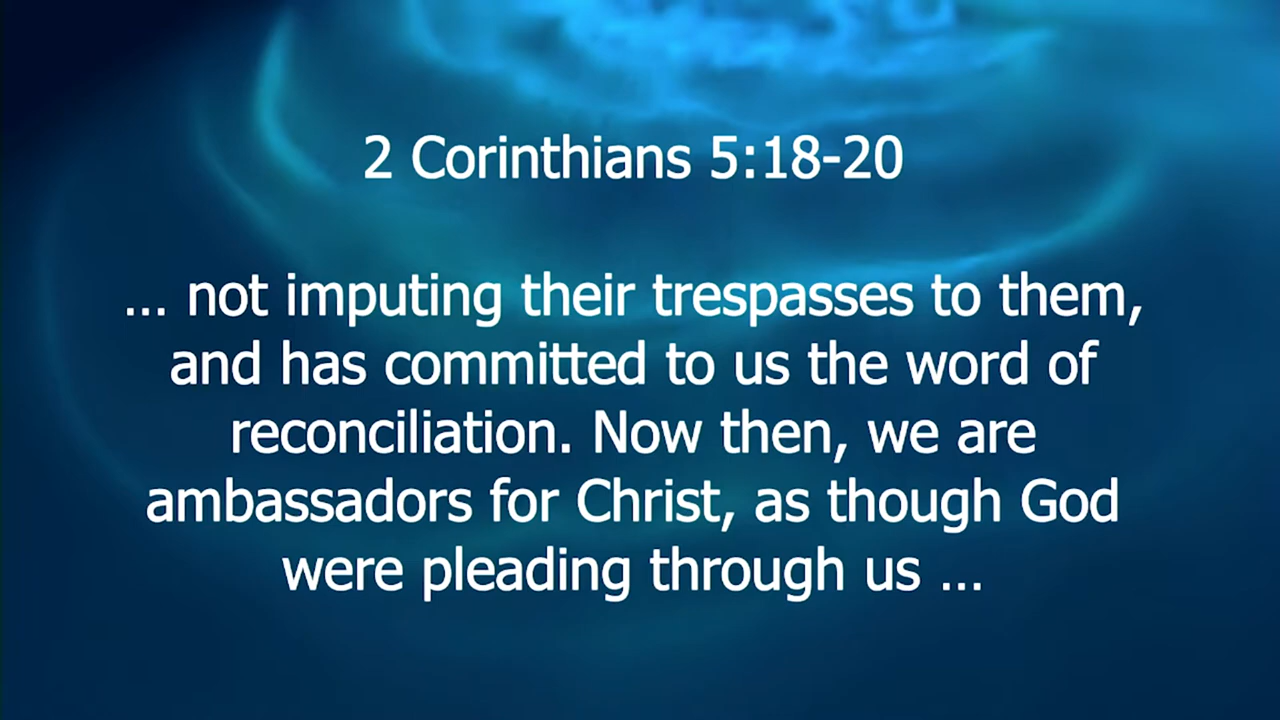 2 Corinthians 5:18-20
... not imputing their trespasses to them,
and has committed to us the word of
reconciliation. Now then, we are
ambassadors for Christ, as though God
were pleading through us ...